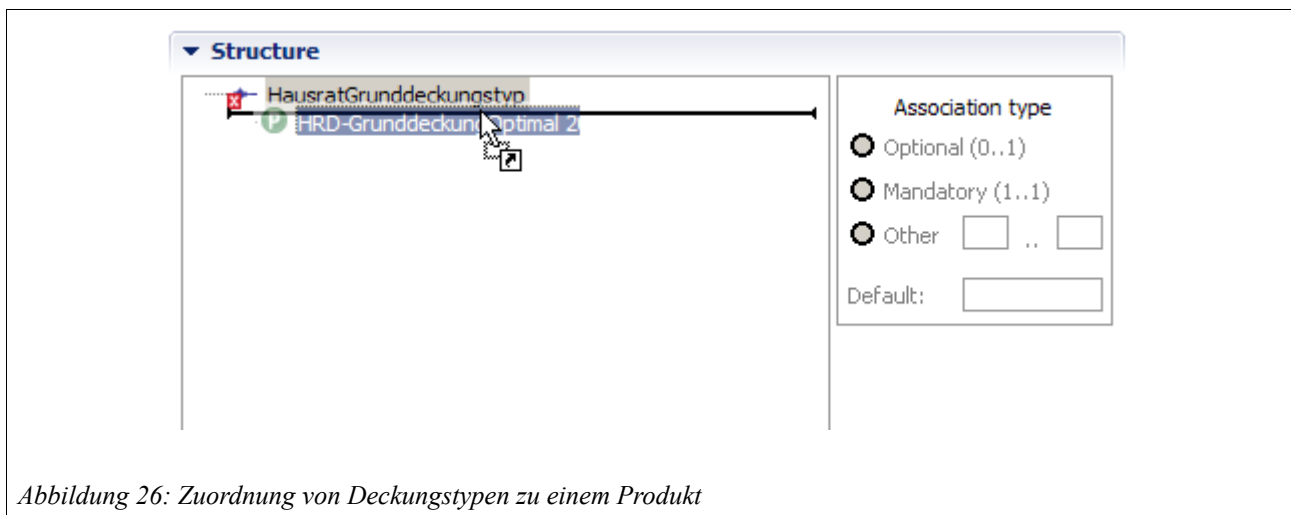 Structure
HausratGrunddeckungstyp
P HRD-Grunddeckung Optimal
Association type
Optional (0..1)
Mandatory (1..1)
Other ..
Default:
Abbildung 26: Zuordnung von Deckungstypen zu einem Produkt